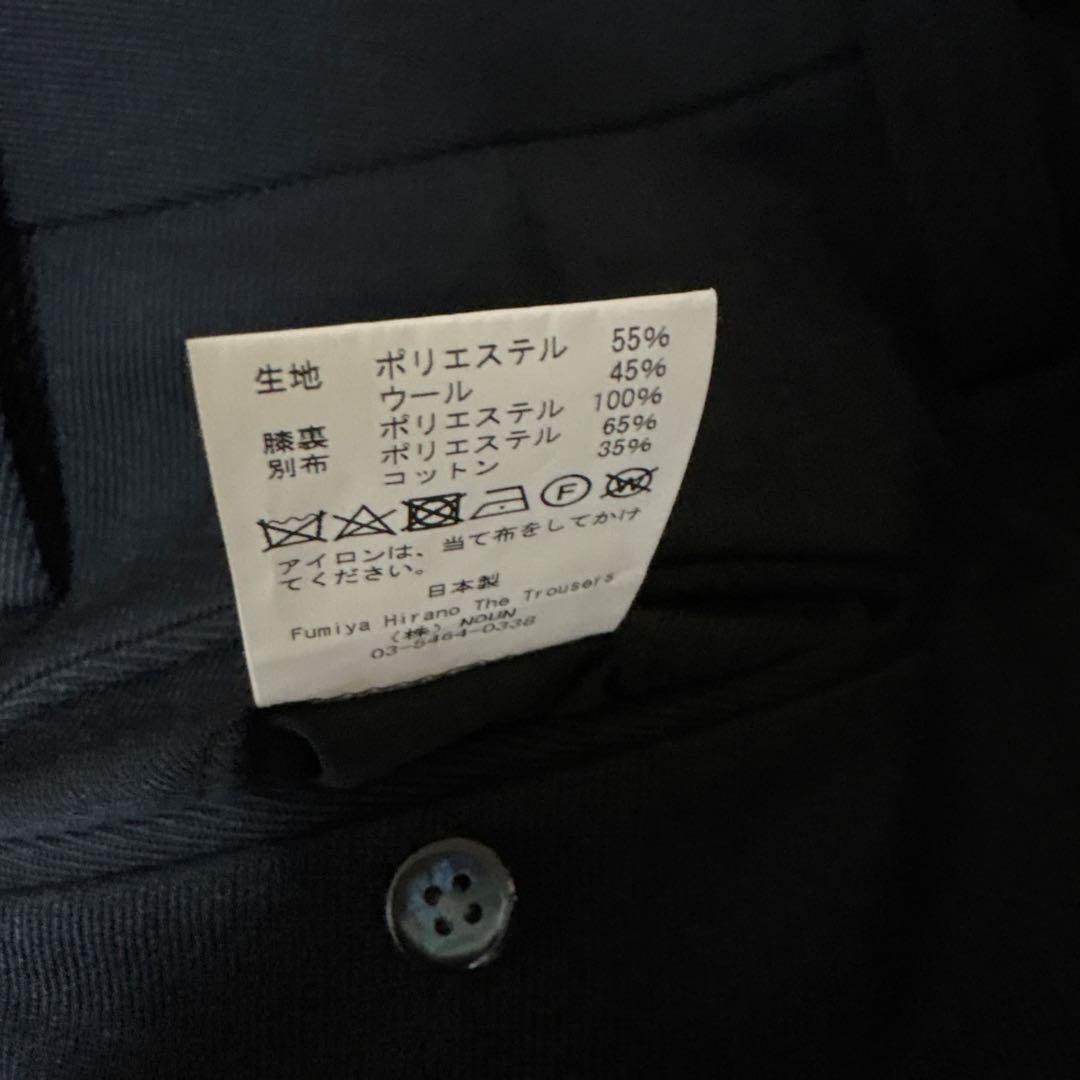 生地 ポリエステル 55%
ウール 45%
膝裏 ポリエステル 100%
別布 ポリエステル 65%
コットン 35%
F W
アイロンは、当て布をしてかけ
てください。
日本製
Fumiya Hirano The Trousers
(株) NOUN
03-5464-0338